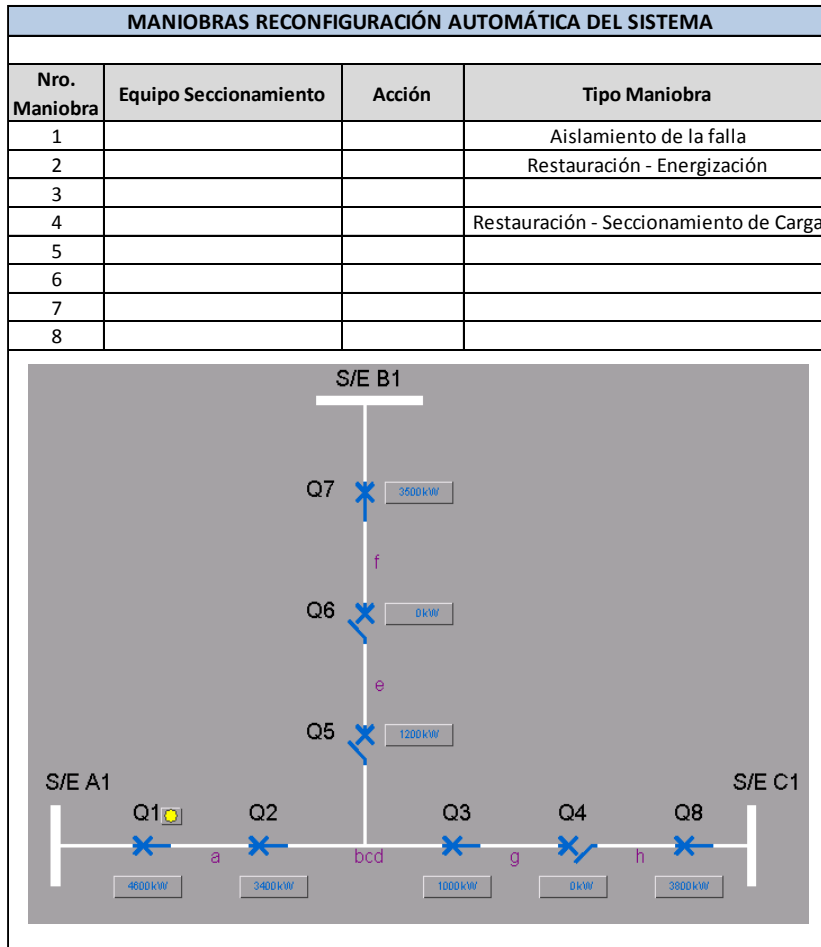 MANIOBRAS RECONFIGURACIÓN AUTOMÁTICA DEL SISTEMA
Nro. Maniobra Equipo Seccionamiento Acción Tipo Maniobra
1 Aislamiento de la falla
2 Restauración - Energización
3
4 Restauración - Seccionamiento de Carga
5
6
7
8
S/E B1
Q7 3500kW
f
Q6 0kW
e
Q5 1200kW
S/E A1 S/E C1
Q1 Q2 Q3 Q4 Q8
a bcd g h
4600kW 3400kW 1000kW 0kW 3800kW